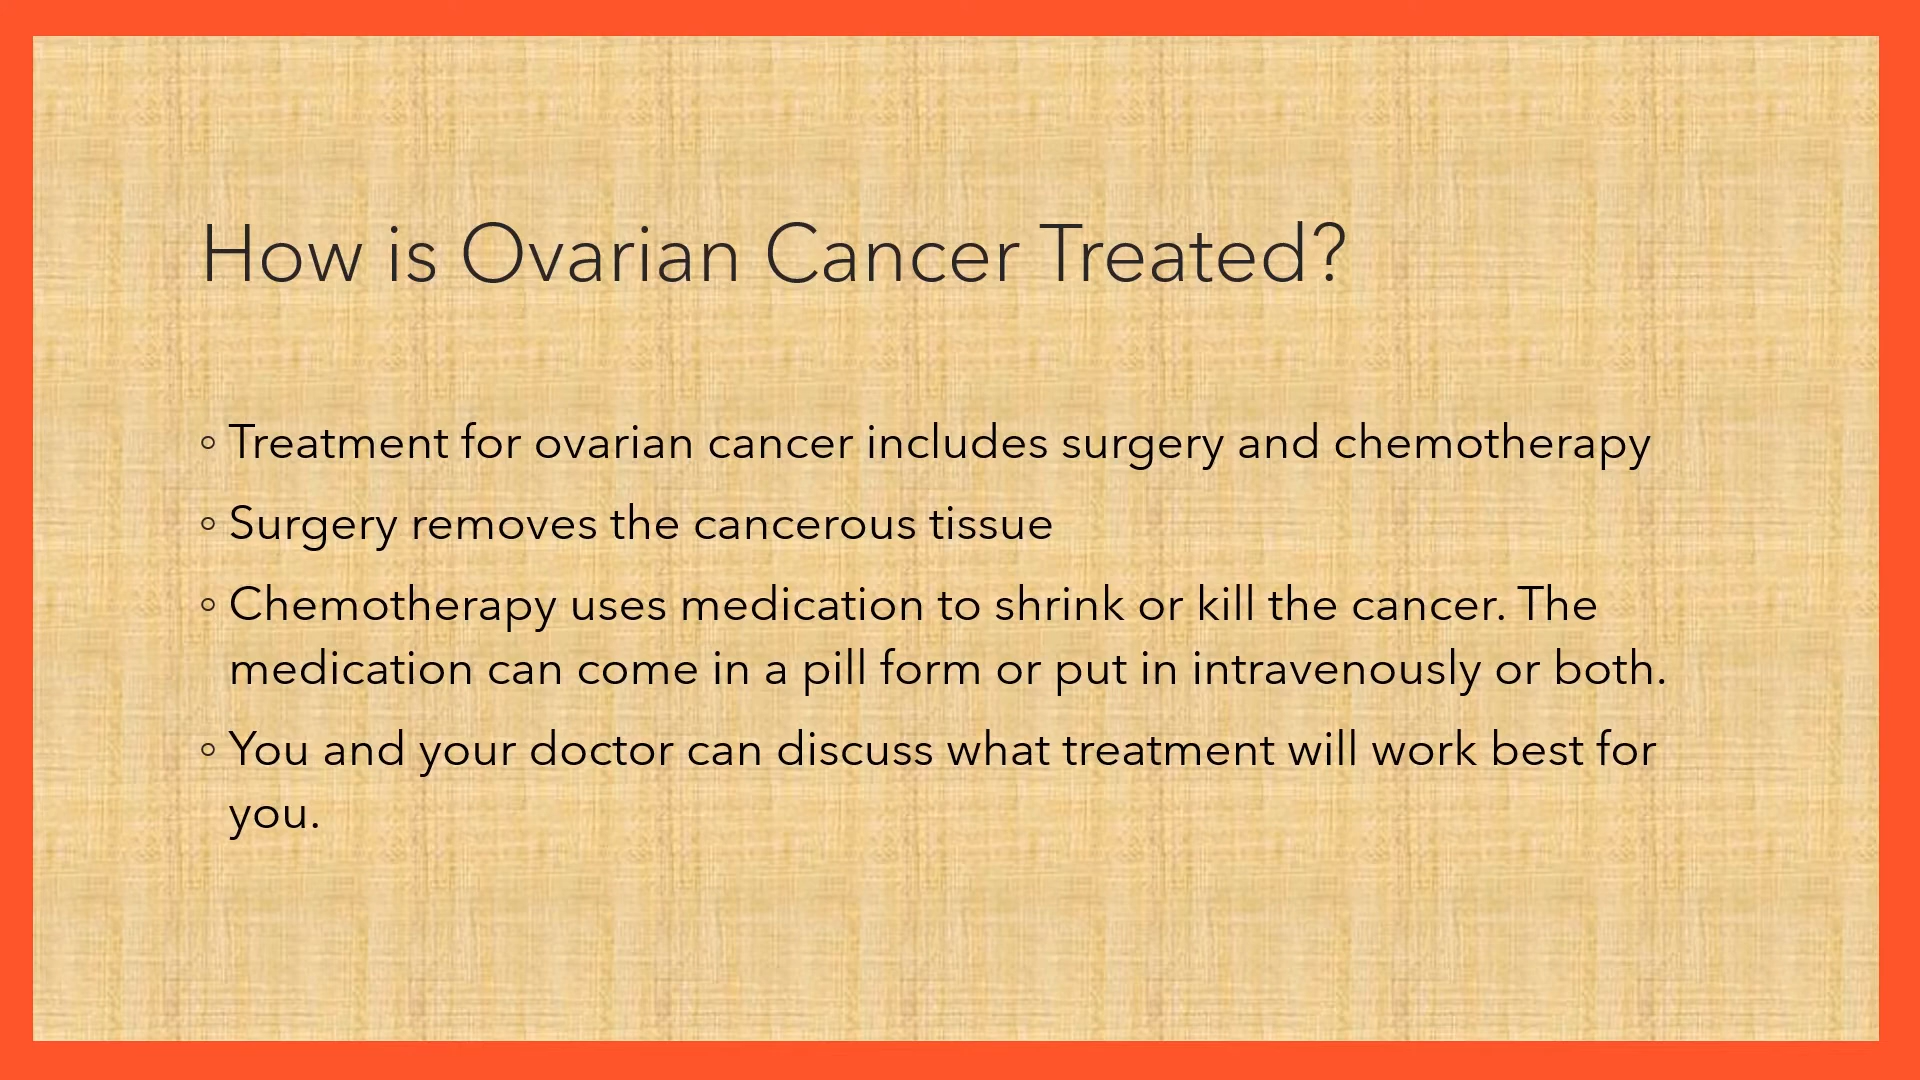 How is Ovarian Cancer Treated?
◦ Treatment for ovarian cancer includes surgery and chemotherapy
◦ Surgery removes the cancerous tissue
◦ Chemotherapy uses medication to shrink or kill the cancer. The
medication can come in a pill form or put in intravenously or both.
◦ You and your doctor can discuss what treatment will work best for
you.